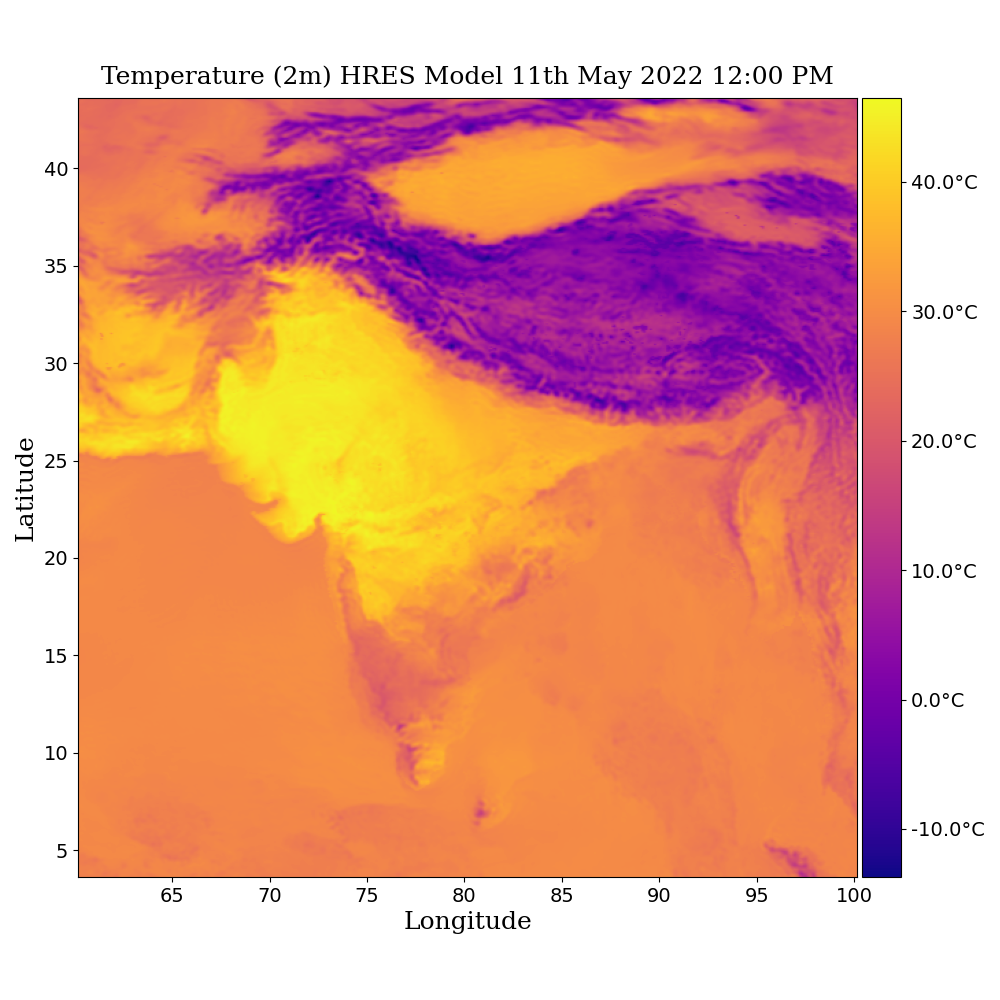 Temperature (2m) HRES Model 11th May 2022 12:00 PM
40
35
30
25
20
15
10
5
Latitude
65
70
75
80
85
90
95
100
Longitude
40.0°C
30.0°C
20.0°C
10.0°C
0.0°C
-10.0°C